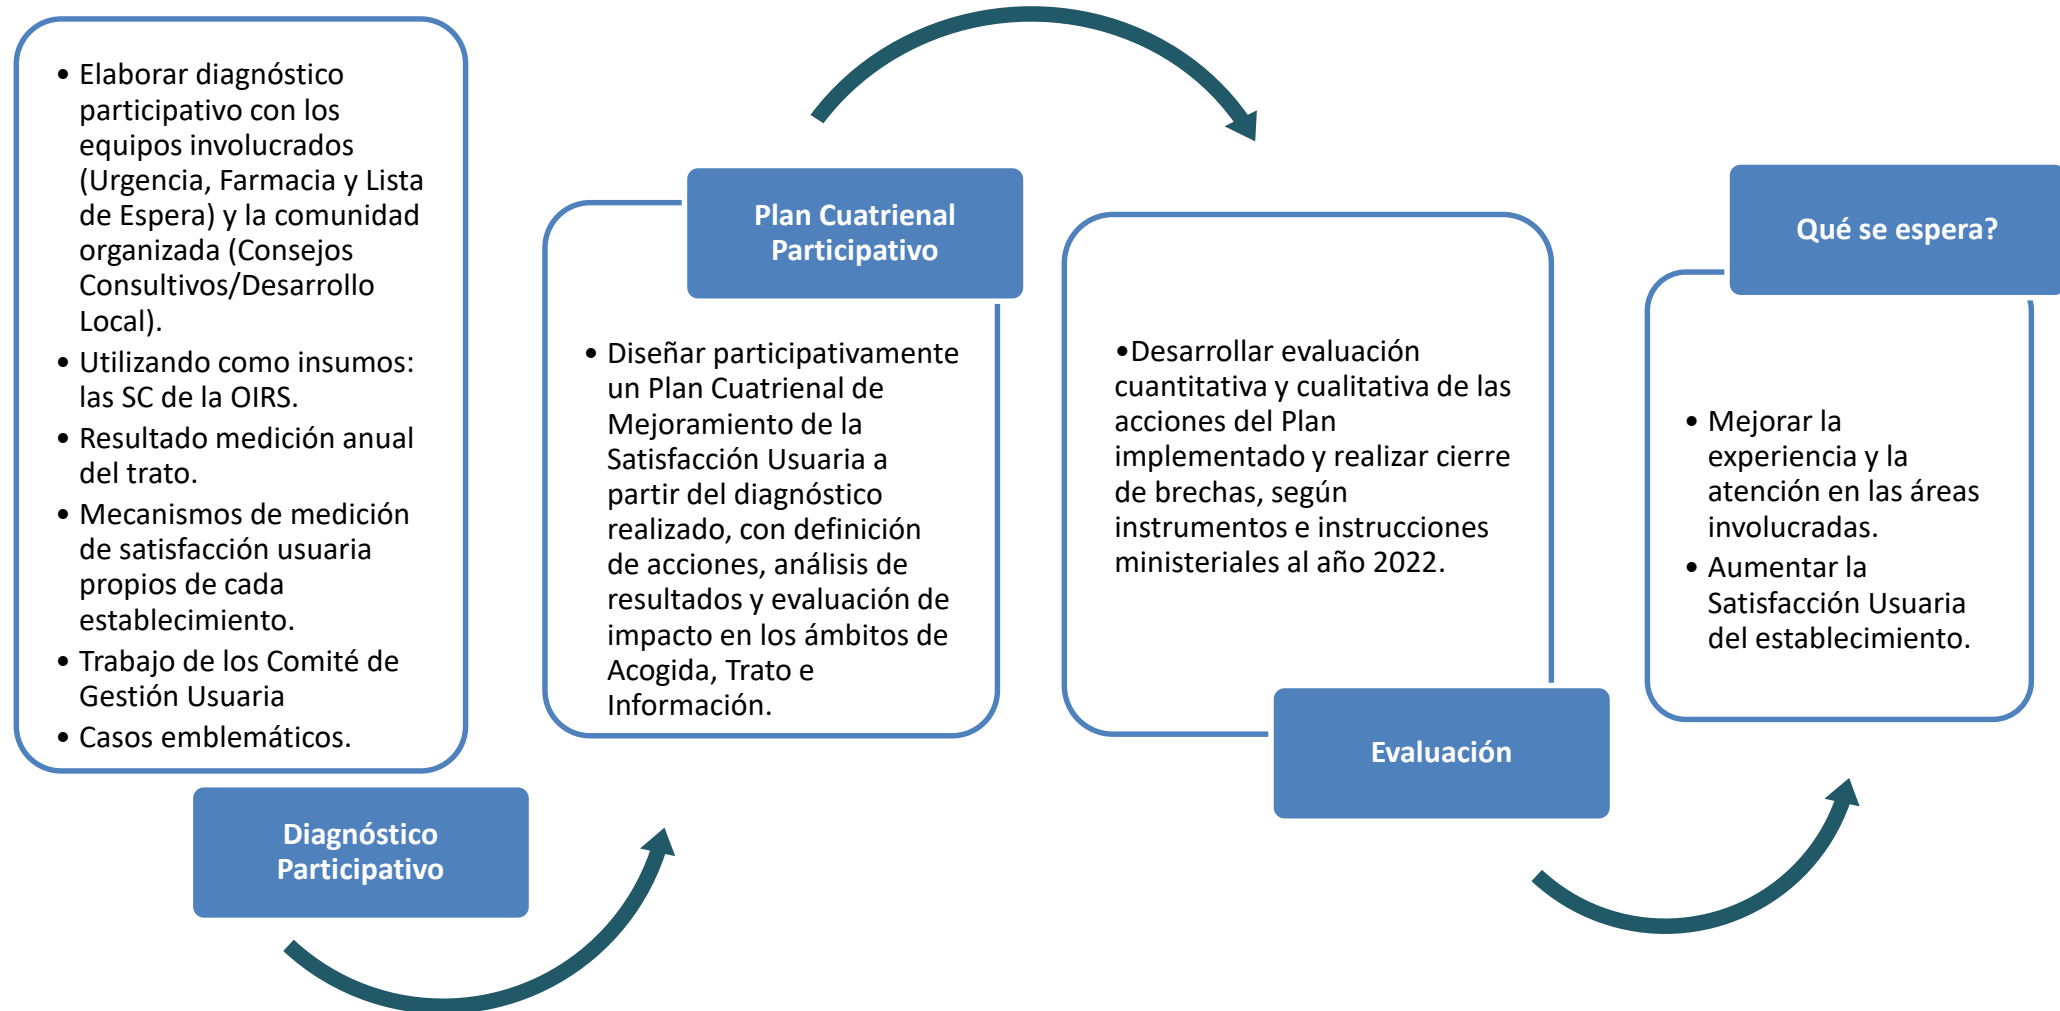 • Elaborar diagnóstico
participativo con los
equipos involucrados
(Urgencia, Farmacia y Lista
de Espera) y la comunidad
organizada (Consejos
Consultivos/Desarrollo
Local).
• Utilizando como insumos:
las SC de la OIRS.
• Resultado medición anual
del trato.
• Mecanismos de medición
de satisfacción usuaria
propios de cada
establecimiento.
• Trabajo de los Comité de
Gestión Usuaria
• Casos emblemáticos.
Diagnóstico
Participativo
Plan Cuatrienal
Participativo
• Diseñar participativamente
un Plan Cuatrienal de
Mejoramiento de la
Satisfacción Usuaria a
partir del diagnóstico
realizado, con definición
de acciones, análisis de
resultados y evaluación de
impacto en los ámbitos de
Acogida, Trato e
Información.
•Desarrollar evaluación
cuantitativa y cualitativa de las
acciones del Plan
implementado y realizar cierre
de brechas, según
instrumentos e instrucciones
ministeriales al año 2022.
Evaluación
Qué se espera?
• Mejorar la
experiencia y la
atención en las áreas
involucradas.
• Aumentar la
Satisfacción Usuaria
del establecimiento.